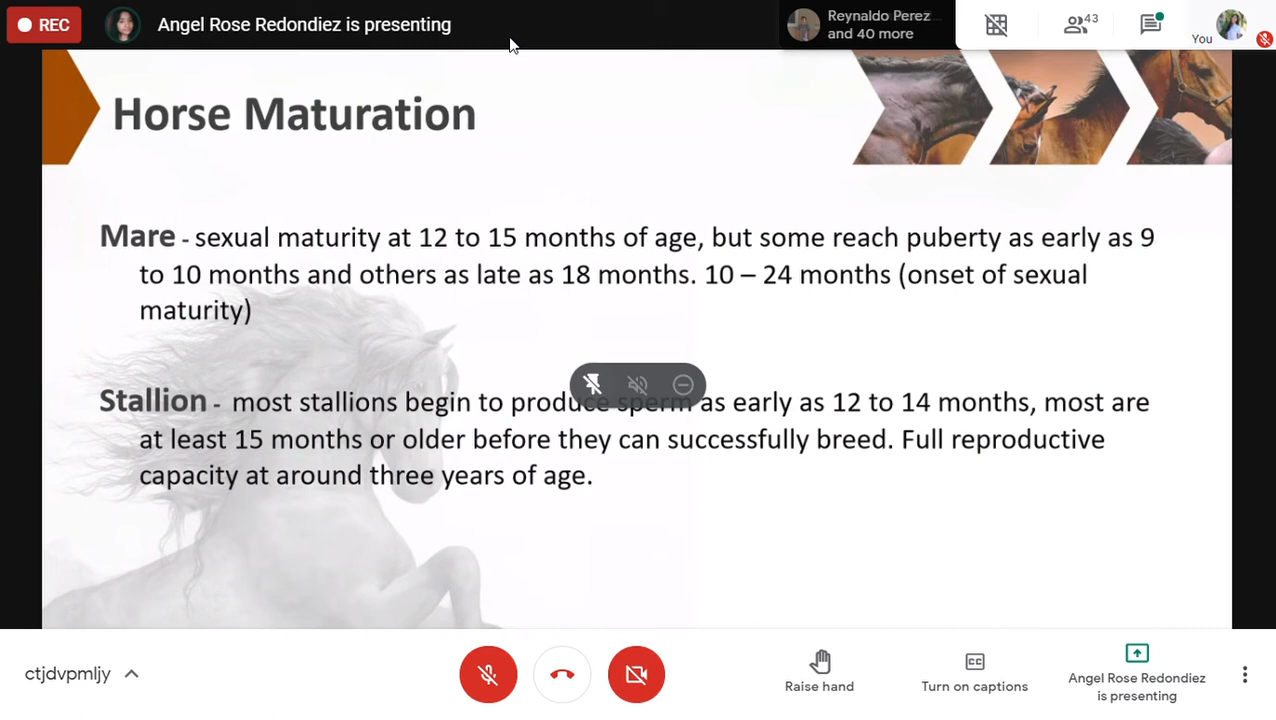 REC
Angel Rose Redondiez is presenting
Reynaldo Perez
and 40 more
43
You
Horse Maturation
Mare - sexual maturity at 12 to 15 months of age, but some reach puberty as early as 9
to 10 months and others as late as 18 months. 10 – 24 months (onset of sexual
maturity)
Stallion - most stallions begin to produce sperm as early as 12 to 14 months, most are
at least 15 months or older before they can successfully breed. Full reproductive
capacity at around three years of age.
ctjdvpmljy
Raise hand
Turn on captions
Angel Rose Redondiez
is presenting